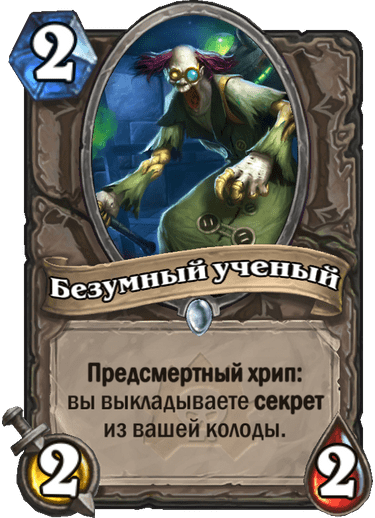 2
Безумный ученый
Предсмертный хрип:
вы выкладываете секрет
из вашей колоды.
2
2